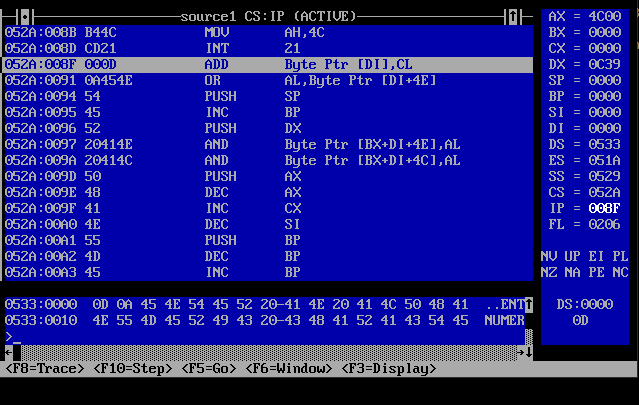 source1 CS:IP (ACTIVE)
052A:008B B44C MOV AH,4C
052A:008D CD21 INT 21
052A:008F 000D ADD Byte Ptr [DI],CL
052A:0091 0A454E OR AL,Byte Ptr [DI+4E]
052A:0094 54 PUSH SP
052A:0095 45 INC BP
052A:0096 52 PUSH DX
052A:0097 20414E AND Byte Ptr [BX+DI+4E],AL
052A:009A 20414C AND Byte Ptr [BX+DI+4C],AL
052A:009D 50 PUSH AX
052A:009E 48 DEC AX
052A:009F 41 INC CX
052A:00A0 4E DEC SI
052A:00A1 55 PUSH BP
052A:00A2 4D DEC BP
052A:00A3 45 INC BP
0533:0000 0D 0A 45 4E 54 45 52 20-41 4E 20 41 4C 50 48 41 ..ENT
0533:0010 4E 55 4D 45 52 49 43 20-43 48 41 52 41 43 54 45 NUMER
>_
<F8=Trace> <F10=Step> <F5=Go> <F6=Window> <F3=Display>
AX = 4C00
BX = 0000
CX = 0000
DX = 0C39
SP = 0000
BP = 0000
SI = 0000
DI = 0000
DS = 0533
ES = 051A
SS = 0529
CS = 052A
IP = 008F
FL = 0206
NV UP EI PL
NZ NA PE NC
DS:0000
0D